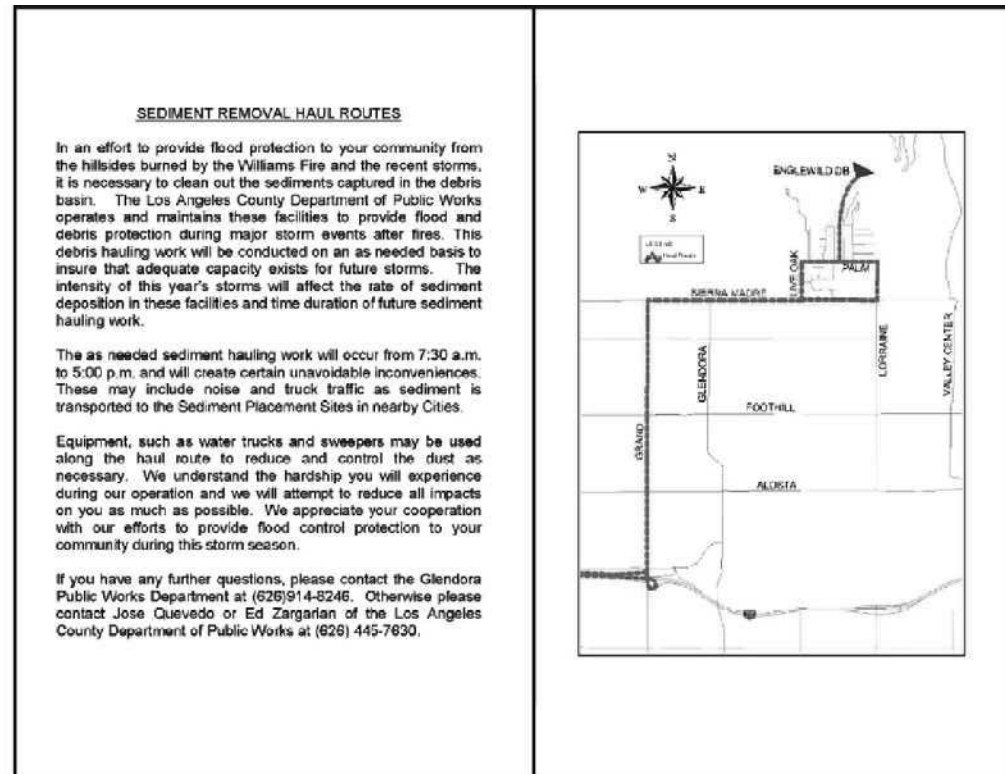 SEDIMENT REMOVAL HAUL ROUTES
In an effort to provide flood protection to your community from
the hillsides burned by the Williams Fire and the recent storms,
it is necessary to clean out the sediments captured in the debris
basin. The Los Angeles County Department of Public Works
operates and maintains these facilities to provide flood and
debris protection during major storm events after fires. This
debris hauling work will be conducted on an as needed basis to
insure that adequate capacity exists for future storms. The
intensity of this year's storms will affect the rate of sediment
deposition in these facilities and time duration of future sediment
hauling work.
The as needed sediment hauling work will occur from 7:30 a.m.
to 5:00 p.m. and will create certain unavoidable inconveniences.
These may include noise and truck traffic as sediment is
transported to the Sediment Placement Sites in nearby Cities.
Equipment, such as water trucks and sweepers may be used
along the haul route to reduce and control the dust as
necessary. We understand the hardship you will experience
during our operation and we will attempt to reduce all impacts
on you as much as possible. We appreciate your cooperation
with our efforts to provide flood control protection to your
community during this storm season.
If you have any further questions, please contact the Glendora
Public Works Department at (626)914-8246. Otherwise please
contact Jose Quevedo or Ed Zargarian of the Los Angeles
County Department of Public Works at (626) 445-7630.
N
W E
S
ENGLEWILD DB
LIVE OAK
PALM
SIERRA MADRE
GLENDORA
LORRAINE
VALLEY CENTER
FOOTHILL
GRAND
ALOSTA